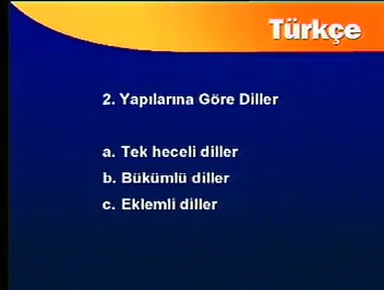 Türkçe
2. Yapılarına Göre Diller
a. Tek heceli diller
b. Bükümlü diller
c. Eklemli diller